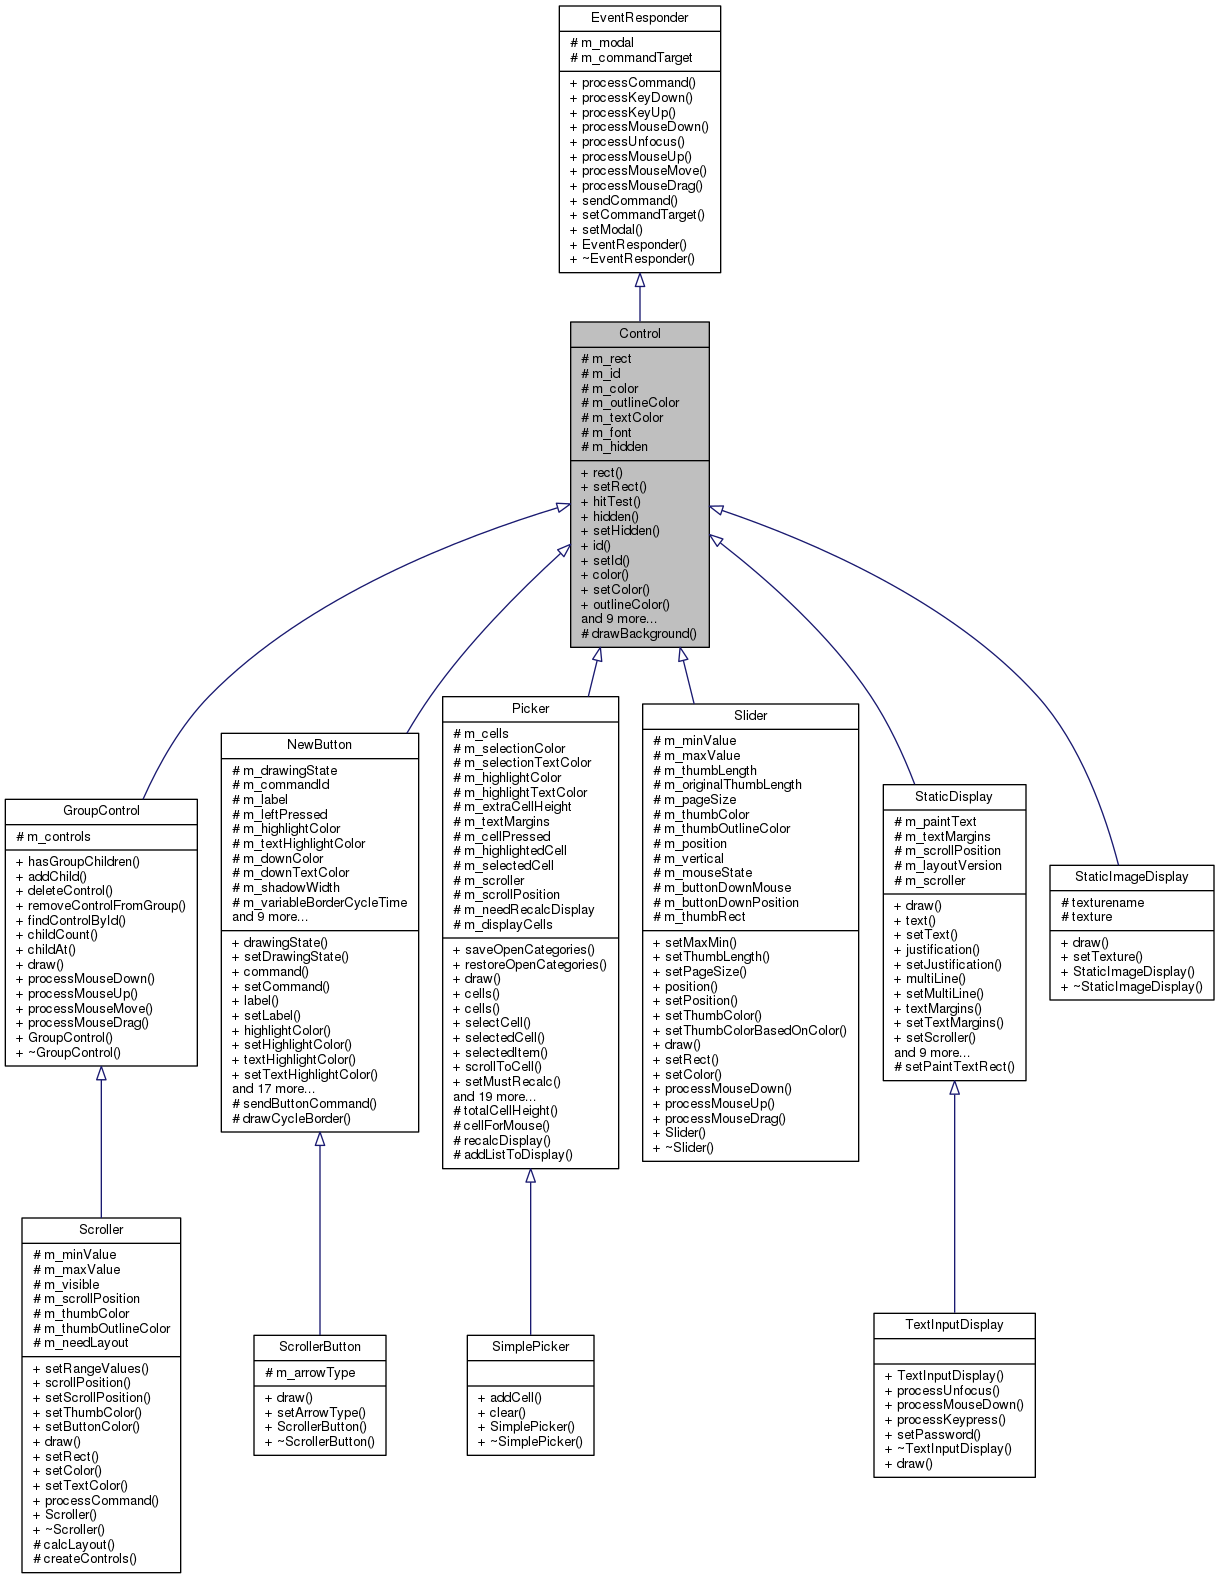 EventResponder
# m_modal
# m_commandTarget
+ processCommand()
+ processKeyDown()
+ processKeyUp()
+ processMouseDown()
+ processUnfocus()
+ processMouseUp()
+ processMouseMove()
+ processMouseDrag()
+ sendCommand()
+ setCommandTarget()
+ setModal()
+ EventResponder()
+ ~EventResponder()
Control
# m_rect
# m_id
# m_color
# m_outlineColor
# m_textColor
# m_font
# m_hidden
+ rect()
+ setRect()
+ hitTest()
+ hidden()
+ setHidden()
+ id()
+ setId()
+ color()
+ setColor()
+ outlineColor()
and 9 more...
# drawBackground()
GroupControl
# m_controls
+ hasGroupChildren()
+ addChild()
+ deleteControl()
+ removeControlFromGroup()
+ findControlById()
+ childCount()
+ childAt()
+ draw()
+ processMouseDown()
+ processMouseUp()
+ processMouseMove()
+ processMouseDrag()
+ GroupControl()
+ ~GroupControl()
NewButton
# m_drawingState
# m_commandId
# m_label
# m_leftPressed
# m_highlightColor
# m_textHighlightColor
# m_downColor
# m_downTextColor
# m_shadowWidth
# m_variableBorderCycleTime
and 9 more...
+ drawingState()
+ setDrawingState()
+ command()
+ setCommand()
+ label()
+ setLabel()
+ highlightColor()
+ setHighlightColor()
+ textHighlightColor()
+ setTextHighlightColor()
and 17 more...
# sendButtonCommand()
# drawCycleBorder()
Picker
# m_cells
# m_selectionColor
# m_selectionTextColor
# m_highlightColor
# m_highlightTextColor
# m_extraCellHeight
# m_textMargins
# m_cellPressed
# m_highlightedCell
# m_selectedCell
# m_scroller
# m_scrollPosition
# m_needRecalcDisplay
# m_displayCells
+ saveOpenCategories()
+ restoreOpenCategories()
+ draw()
+ cells()
+ cells()
+ selectCell()
+ selectedCell()
+ selectedItem()
+ scrollToCell()
+ setMustRecalc()
and 19 more...
# totalCellHeight()
# cellForMouse()
# recalcDisplay()
# addListToDisplay()
Slider
# m_minValue
# m_maxValue
# m_thumbLength
# m_originalThumbLength
# m_pageSize
# m_thumbColor
# m_thumbOutlineColor
# m_position
# m_vertical
# m_mouseState
# m_buttonDownMouse
# m_buttonDownPosition
# m_thumbRect
+ setMaxMin()
+ setThumbLength()
+ setPageSize()
+ position()
+ setPosition()
+ setThumbColor()
+ setThumbColorBasedOnColor()
+ draw()
+ setRect()
+ setColor()
+ processMouseDown()
+ processMouseUp()
+ processMouseDrag()
+ Slider()
+ ~Slider()
StaticDisplay
# m_paintText
# m_textMargins
# m_scrollPosition
# m_layoutVersion
# m_scroller
+ draw()
+ text()
+ setText()
+ justification()
+ setJustification()
+ multiLine()
+ setMultiLine()
+ textMargins()
+ setTextMargins()
+ setScroller()
and 9 more...
# setPaintTextRect()
StaticImageDisplay
# texturename
# texture
+ draw()
+ setTexture()
+ StaticImageDisplay()
+ ~StaticImageDisplay()
Scroller
# m_minValue
# m_maxValue
# m_visible
# m_scrollPosition
# m_thumbColor
# m_thumbOutlineColor
# m_needLayout
+ setRangeValues()
+ scrollPosition()
+ setScrollPosition()
+ setThumbColor()
+ setButtonColor()
+ draw()
+ setRect()
+ setColor()
+ setTextColor()
+ processCommand()
+ Scroller()
+ ~Scroller()
# calcLayout()
# createControls()
ScrollerButton
# m_arrowType
+ draw()
+ setArrowType()
+ ScrollerButton()
+ ~ScrollerButton()
SimplePicker
+ addCell()
+ clear()
+ SimplePicker()
+ ~SimplePicker()
TextInputDisplay
+ TextInputDisplay()
+ processUnfocus()
+ processMouseDown()
+ processKeypress()
+ setPassword()
+ ~TextInputDisplay()
+ draw()